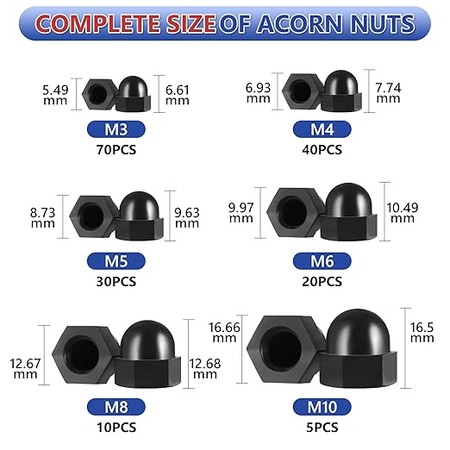 COMPLETE SIZE OF ACORN NUTS
5.49 mm
6.61 mm
6.93 mm
7.74 mm
M3
M4
70PCS
40PCS
8.73 mm
9.63 mm
9.97 mm
10.49 mm
M5
M6
30PCS
20PCS
12.67 mm
12.68 mm
16.66 mm
16.5 mm
M8
M10
10PCS
5PCS